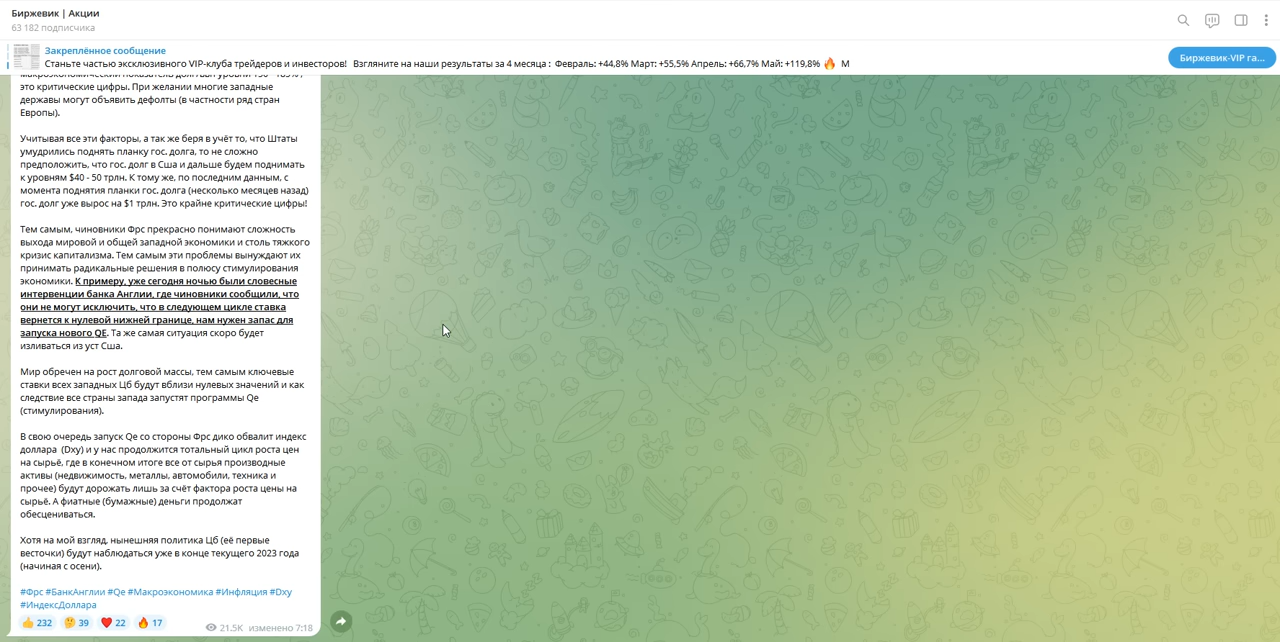 Биржевик | Акции
63 182 подписчика
Закреплённое сообщение
Станьте частью эксклюзивного VIP-клуба трейдеров и инвесторов! Взгляните на наши результаты за 4 месяца : Февраль: +44,8% Март: +55,5% Апрель: +66,7% Май: +119,8% 🔥 М
Биржевик-VIP га...
это критические цифры. При желании многие западные
державы могут объявить дефолты (в частности ряд стран
Европы).
Учитывая все эти факторы, а так же беря в учёт то, что Штаты
умудрились поднять планку гос. долга, то не сложно
предположить, что гос. долг в Сша и дальше будем поднимать
к уровням $40 - 50 трлн. К тому же, по последним данным, с
момента поднятия планки гос. долга (несколько месяцев назад)
гос. долг уже вырос на $1 трлн. Это крайне критические цифры!
Тем самым, чиновники Фрс прекрасно понимают сложность
выхода мировой и общей западной экономики и столь тяжкого
кризис капитализма. Тем самым эти проблемы вынуждают их
принимать радикальные решения в полюсу стимулирования
экономики. К примеру, уже сегодня ночью были словесные
интервенции банка Англии, где чиновники сообщили, что
они не могут исключить, что в следующем цикле ставка
вернется к нулевой нижней границе, нам нужен запас для
запуска нового QE. Та же самая ситуация скоро будет
изливаться из уст Сша.
Мир обречен на рост долговой массы, тем самым ключевые
ставки всех западных Цб будут вблизи нулевых значений и как
следствие все страны запада запустят программы Qe
(стимулирования).
В свою очередь запуск Qe со стороны Фрс дико обвалит индекс
доллара (Dxy) и у нас продолжится тотальный цикл роста цен
на сырьё, где в конечном итоге все от сырья производные
активы (недвижимость, металлы, автомобили, техника и
прочее) будут дорожать лишь за счёт фактора роста цены на
сырьё. А фиатные (бумажные) деньги продолжат
обесцениваться.
Хотя на мой взгляд, нынешняя политика Цб (её первые
весточки) будут наблюдаться уже в конце текущего 2023 года
(начиная с осени).
#Фрс #БанкАнглии #Qe #Макроэкономика #Инфляция #Dxy
#ИндексДоллара
👍 232 🤔 39 ❤️ 22 🔥 17
21.5K изменено 7:18